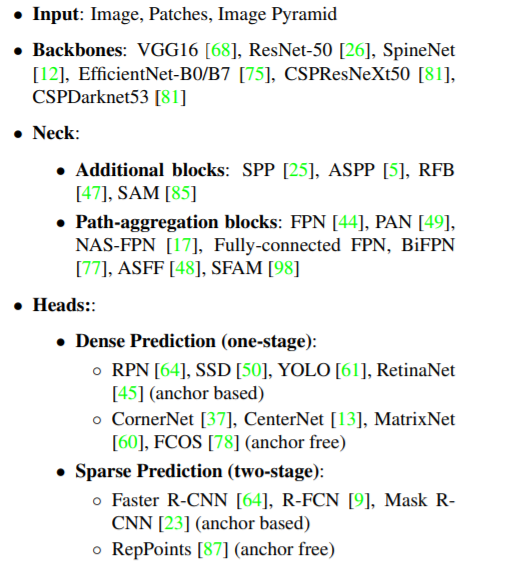 • Input: Image, Patches, Image Pyramid
• Backbones: VGG16 [68], ResNet-50 [26], SpineNet
[12], EfficientNet-B0/B7 [75], CSPResNeXt50 [81],
CSPDarknet53 [81]
• Neck:
• Additional blocks: SPP [25], ASPP [5], RFB
[47], SAM [85]
• Path-aggregation blocks: FPN [44], PAN [49],
NAS-FPN [17], Fully-connected FPN, BiFPN
[77], ASFF [48], SFAM [98]
• Heads::
• Dense Prediction (one-stage):
◦ RPN [64], SSD [50], YOLO [61], RetinaNet
[45] (anchor based)
◦ CornerNet [37], CenterNet [13], MatrixNet
[60], FCOS [78] (anchor free)
• Sparse Prediction (two-stage):
◦ Faster R-CNN [64], R-FCN [9], Mask R-
CNN [23] (anchor based)
◦ RepPoints [87] (anchor free)